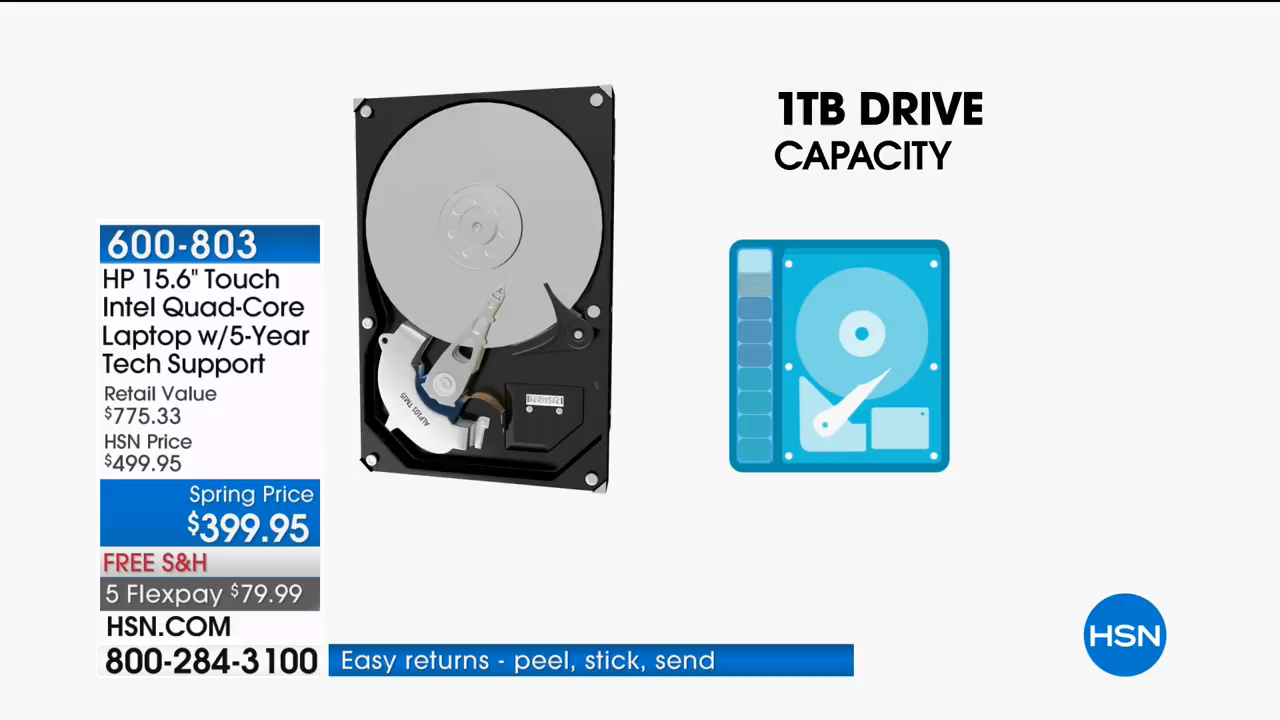 1TB DRIVE
CAPACITY
600-803
HP 15.6" Touch
Intel Quad-Core
Laptop w/5-Year
Tech Support
Retail Value
$775.33
HSN Price
$499.95
Spring Price
$399.95
FREE S&H
5 Flexpay $79.99
HSN.COM
800-284-3100
Easy returns - peel, stick, send
HSN